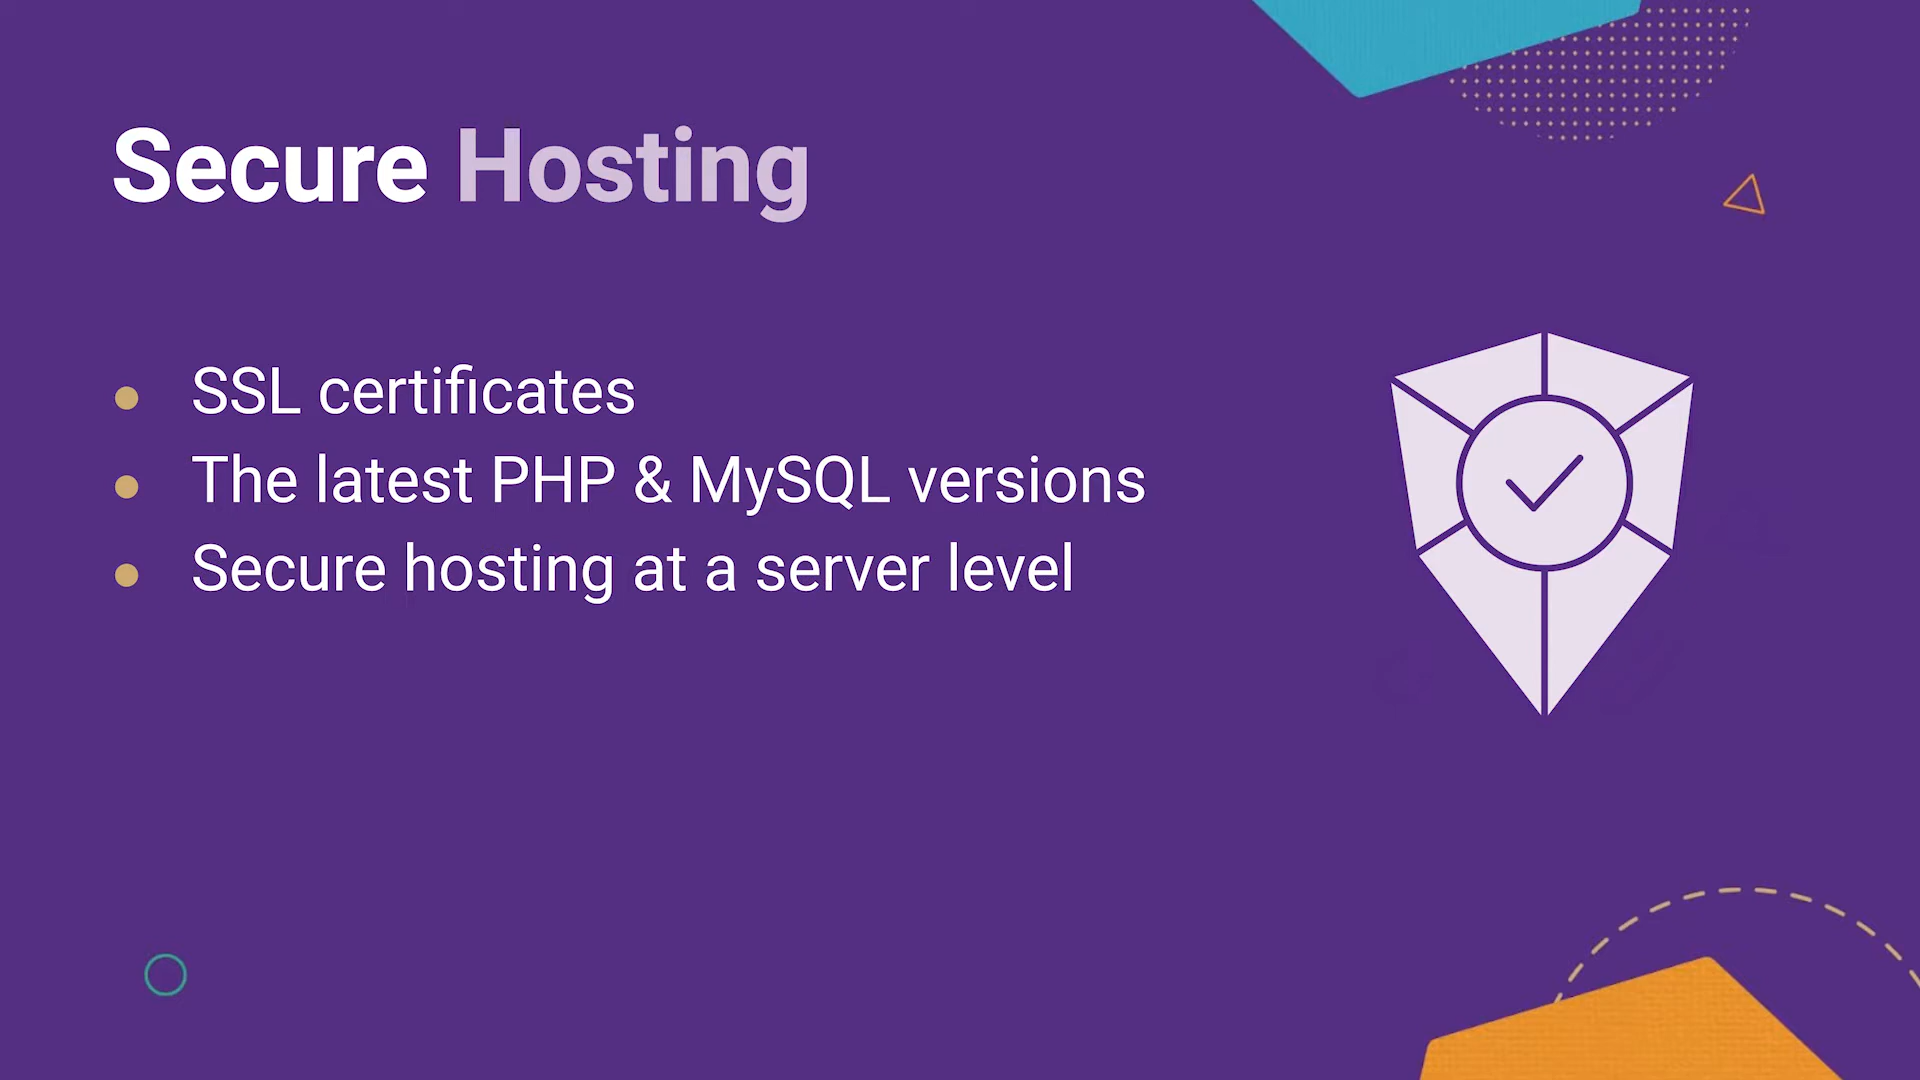 Secure Hosting
SSL certificates
The latest PHP & MySQL versions
Secure hosting at a server level